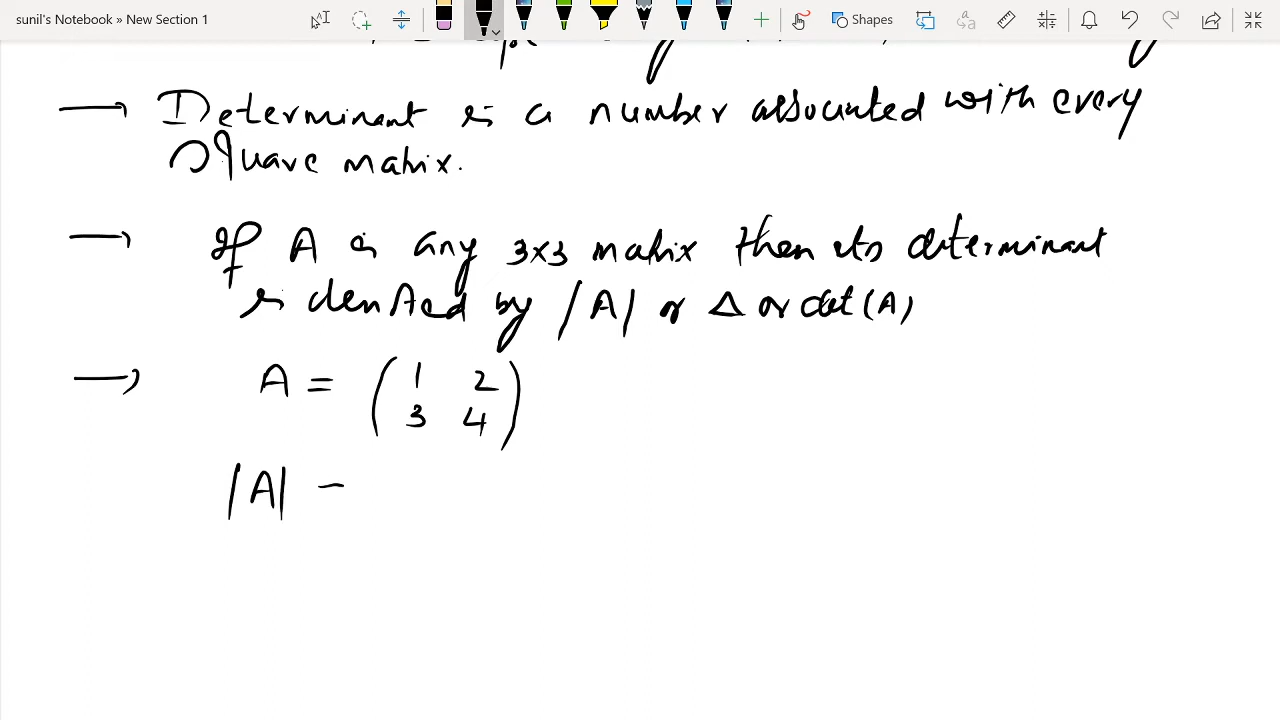 sunil's Notebook » New Section 1
Shapes
→ Determinant is a number associated with every
square matrix.
→ If A is any 3x3 matrix then its determinant
is denoted by |A| or Δ or det(A)
→ A = ( 1 2
3 4 )
|A| -